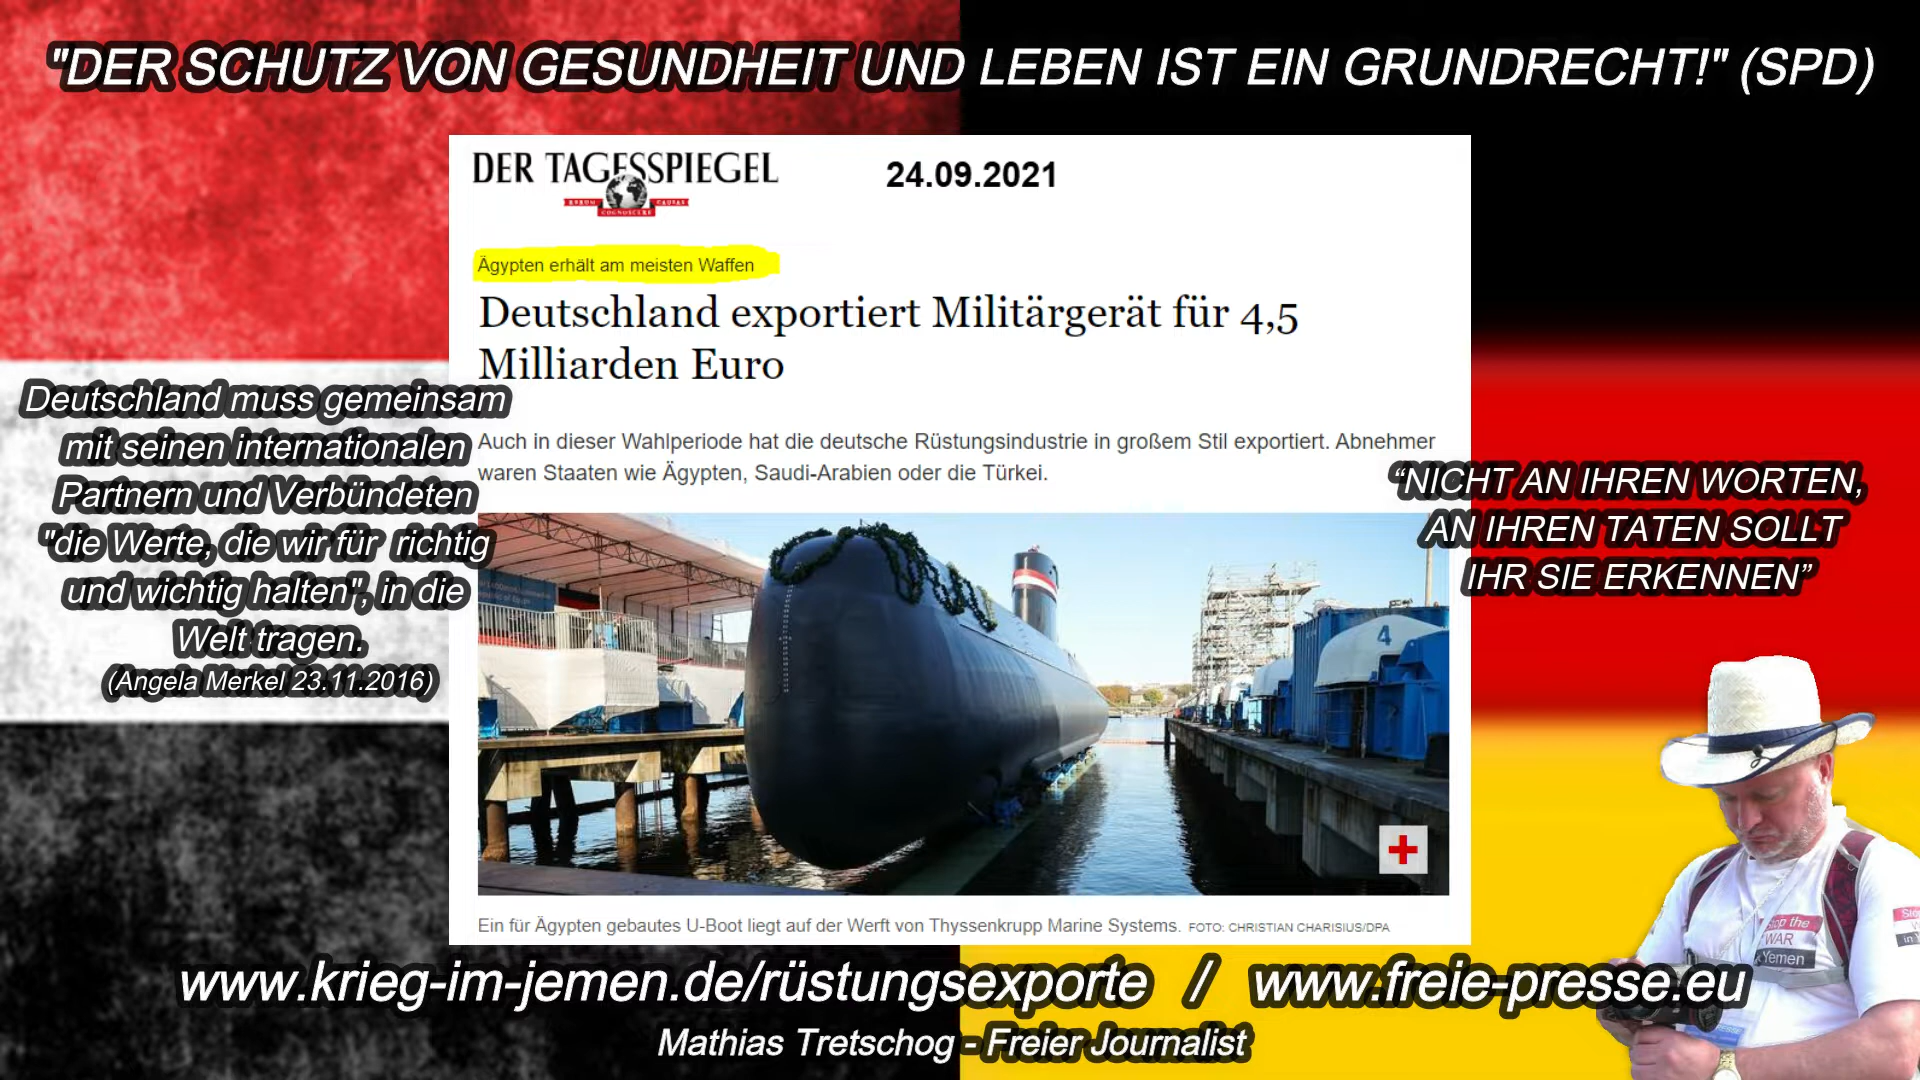 "DER SCHUTZ VON GESUNDHEIT UND LEBEN IST EIN GRUNDRECHT!" (SPD)
DER TAGESSPIEGEL
RERUM CAUSAS
COGNOSCERE
24.09.2021
Ägypten erhält am meisten Waffen
Deutschland exportiert Militärgerät für 4,5
Milliarden Euro
Auch in dieser Wahlperiode hat die deutsche Rüstungsindustrie in großem Stil exportiert. Abnehmer
waren Staaten wie Ägypten, Saudi-Arabien oder die Türkei.
Deutschland muss gemeinsam
mit seinen internationalen
Partnern und Verbündeten
"die Werte, die wir für richtig
und wichtig halten", in die
Welt tragen.
(Angela Merkel 23.11.2016)
“NICHT AN IHREN WORTEN,
AN IHREN TATEN SOLLT
IHR SIE ERKENNEN”
4
Ein für Ägypten gebautes U-Boot liegt auf der Werft von Thyssenkrupp Marine Systems. FOTO: CHRISTIAN CHARISIUS/DPA
the
WAR
Yemen
www.krieg-im-jemen.de/rüstungsexporte / www.freie-presse.eu
Mathias Tretschog - Freier Journalist